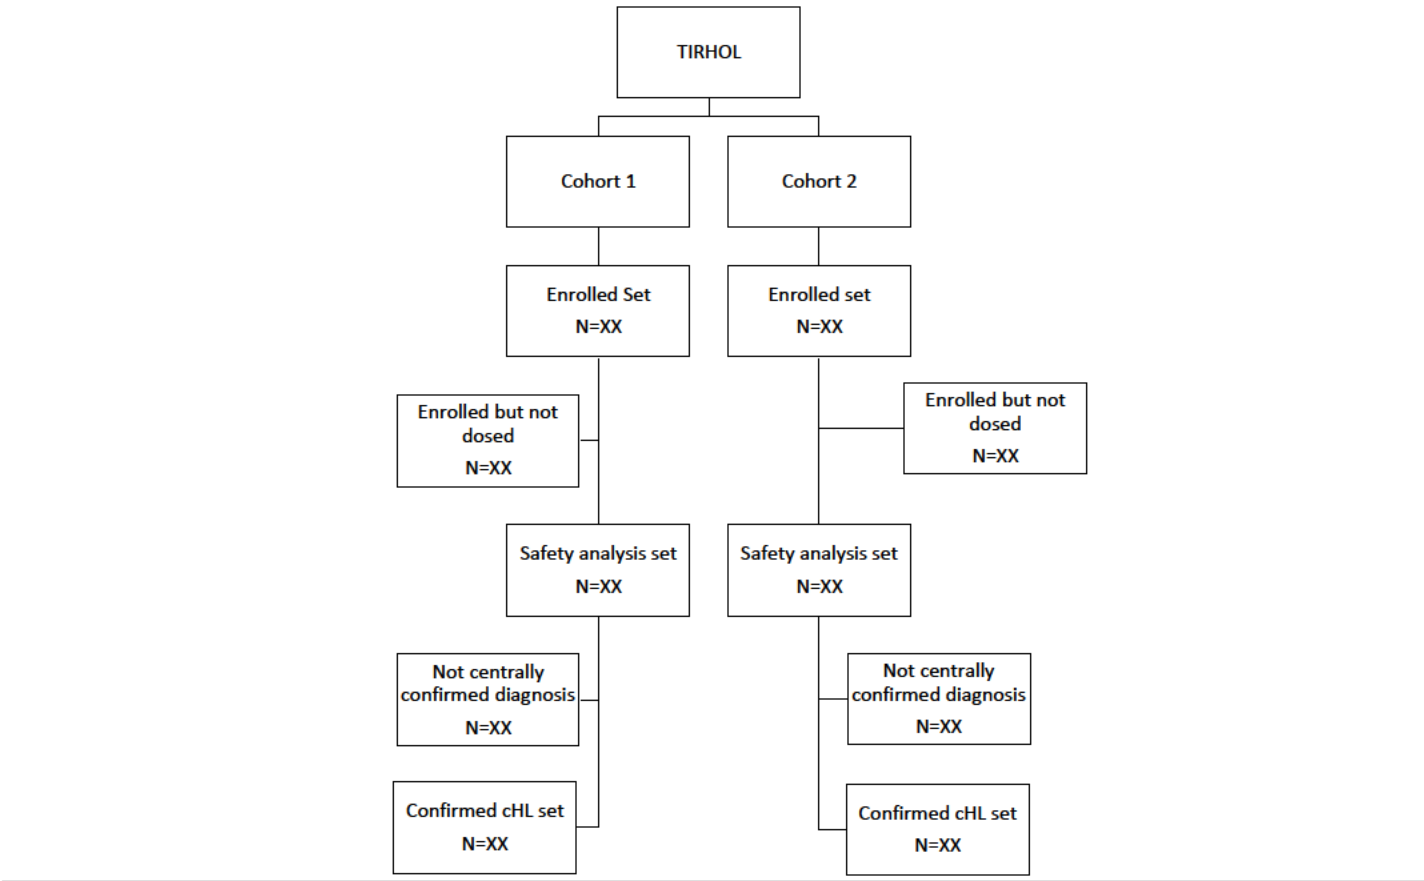 TIRHOL
Cohort 1
Cohort 2
Enrolled Set
N=XX
Enrolled set
N=XX
Enrolled but not
dosed
N=XX
Enrolled but not
dosed
N=XX
Safety analysis set
N=XX
Safety analysis set
N=XX
Not centrally
confirmed diagnosis
N=XX
Not centrally
confirmed diagnosis
N=XX
Confirmed cHL set
N=XX
Confirmed cHL set
N=XX